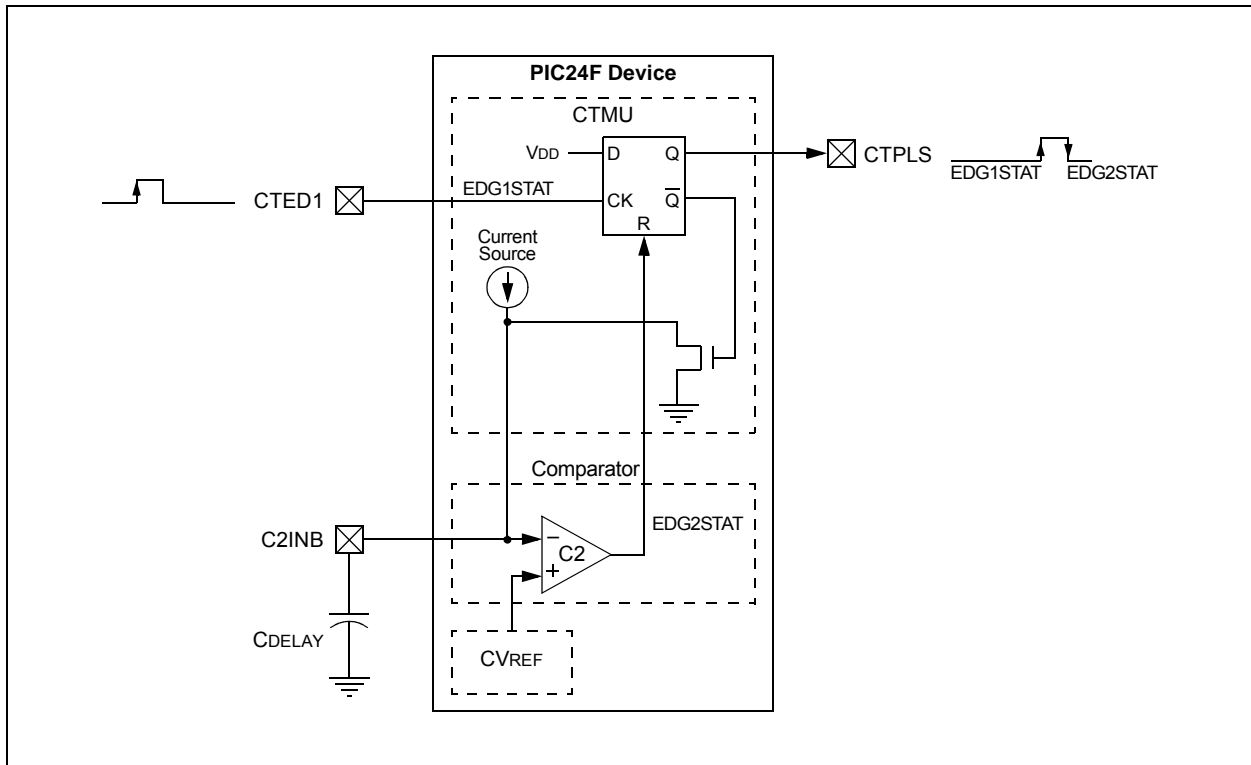 PIC24F Device
CTMU
VDD
D
Q
CTPLS
EDG1STAT
EDG2STAT
CTED1
EDG1STAT
CK
Q
R
Current
Source
Comparator
C2INB
EDG2STAT
−
C2
+
CDELAY
CVREF